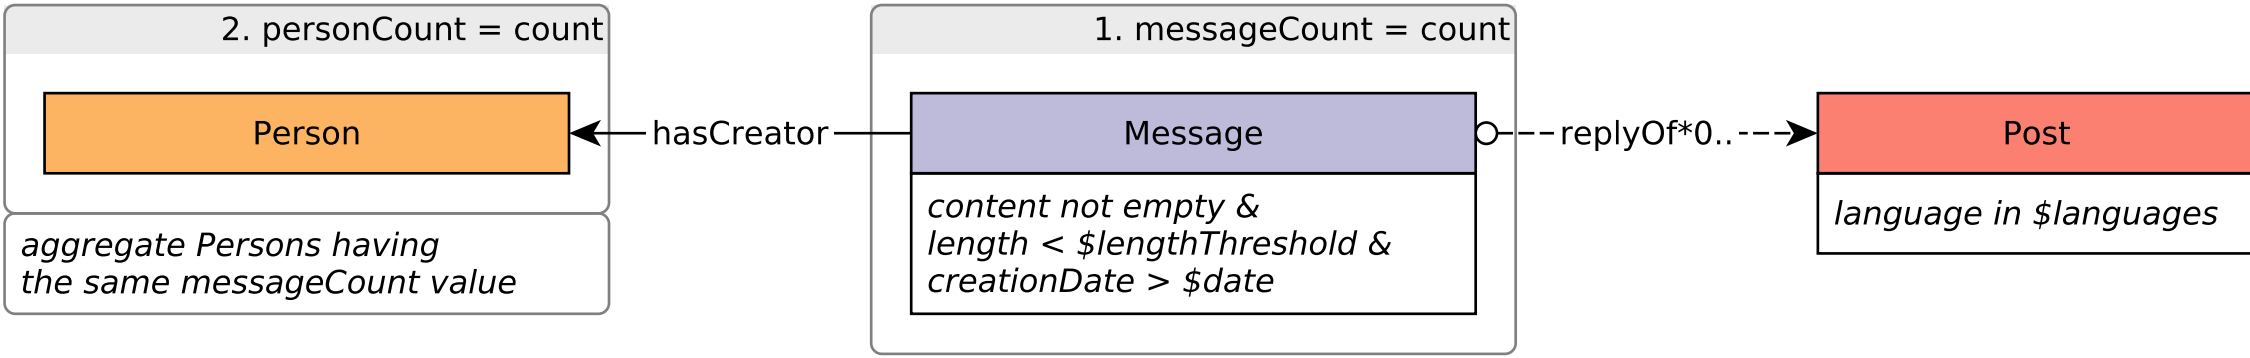 2. personCount = count
Person
aggregate Persons having
the same messageCount value
hasCreator
1. messageCount = count
Message
content not empty &
length < $lengthThreshold &
creationDate > $date
replyOf*0..
Post
language in $languages